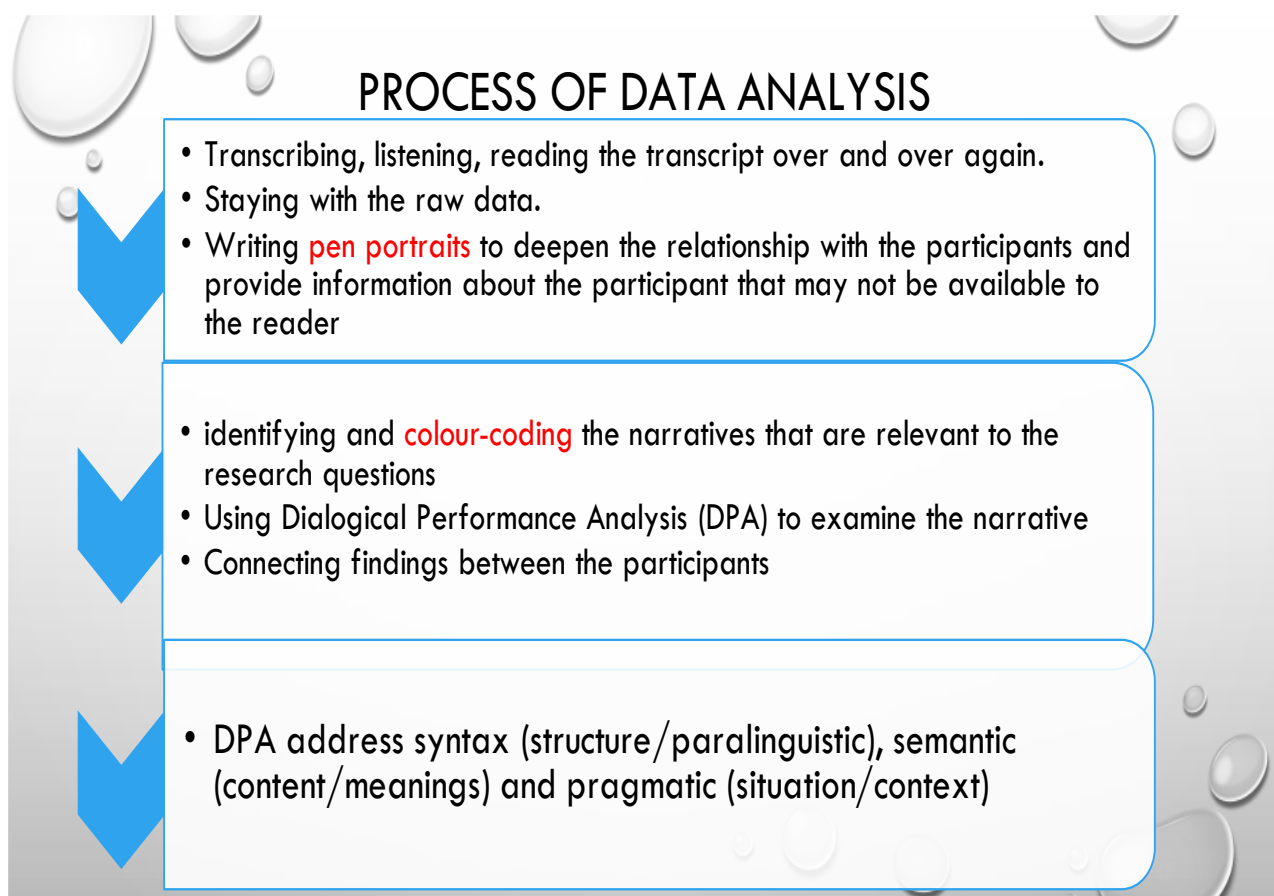 PROCESS OF DATA ANALYSIS
• Transcribing, listening, reading the transcript over and over again.
• Staying with the raw data.
• Writing pen portraits to deepen the relationship with the participants and
provide information about the participant that may not be available to
the reader
• identifying and colour-coding the narratives that are relevant to the
research questions
• Using Dialogical Performance Analysis (DPA) to examine the narrative
• Connecting findings between the participants
• DPA address syntax (structure/paralinguistic), semantic
(content/meanings) and pragmatic (situation/context)